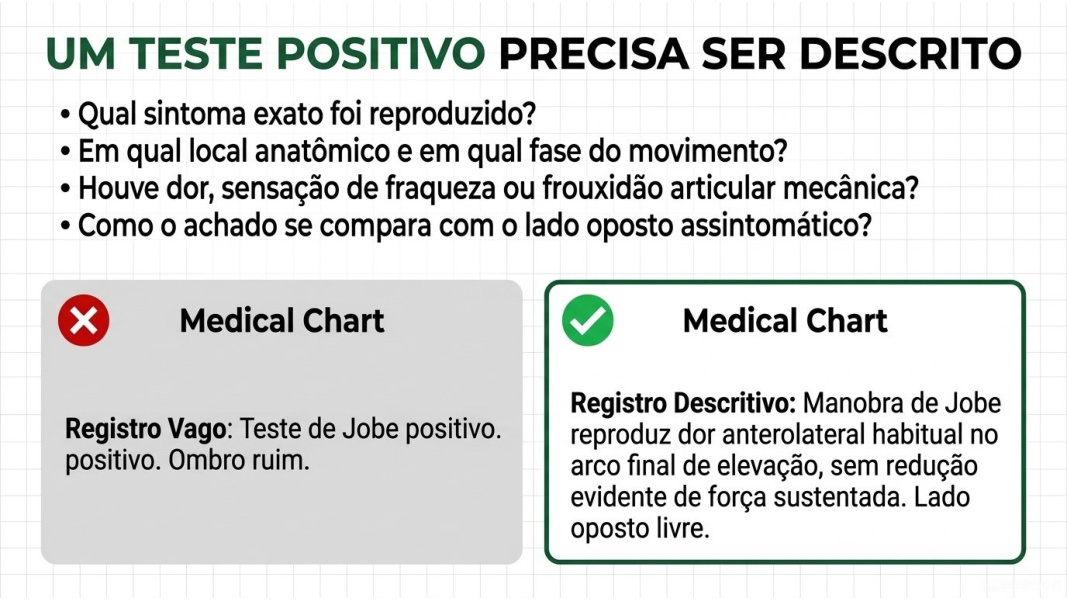 UM TESTE POSITIVO PRECISA SER DESCRITO
• Qual sintoma exato foi reproduzido?
• Em qual local anatômico e em qual fase do movimento?
• Houve dor, sensação de fraqueza ou frouxidão articular mecânica?
• Como o achado se compara com o lado oposto assintomático?
Medical Chart
Registro Vago: Teste de Jobe positivo.
positivo. Ombro ruim.
Medical Chart
Registro Descritivo: Manobra de Jobe
reproduz dor anterolateral habitual no
arco final de elevação, sem redução
evidente de força sustentada. Lado
oposto livre.